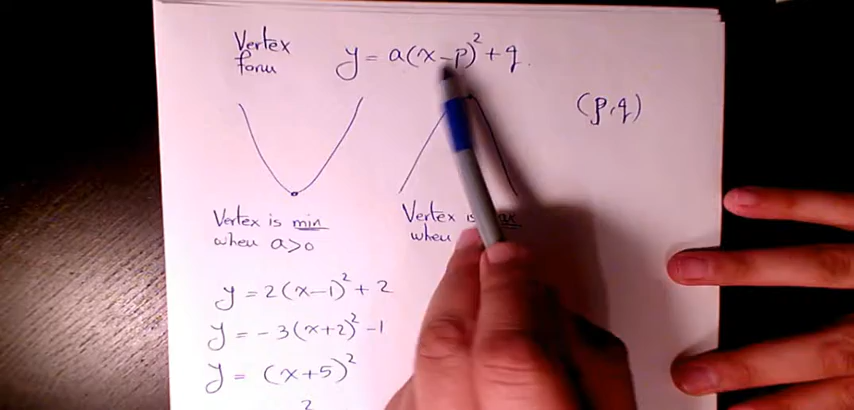 Vertex
form
y = a(x-p)² + q
(p,q)
Vertex is min
when a>0
Vertex is
when
y = 2(x-1)² + 2
y = -3(x+2)² -1
y = (x+5)²
2